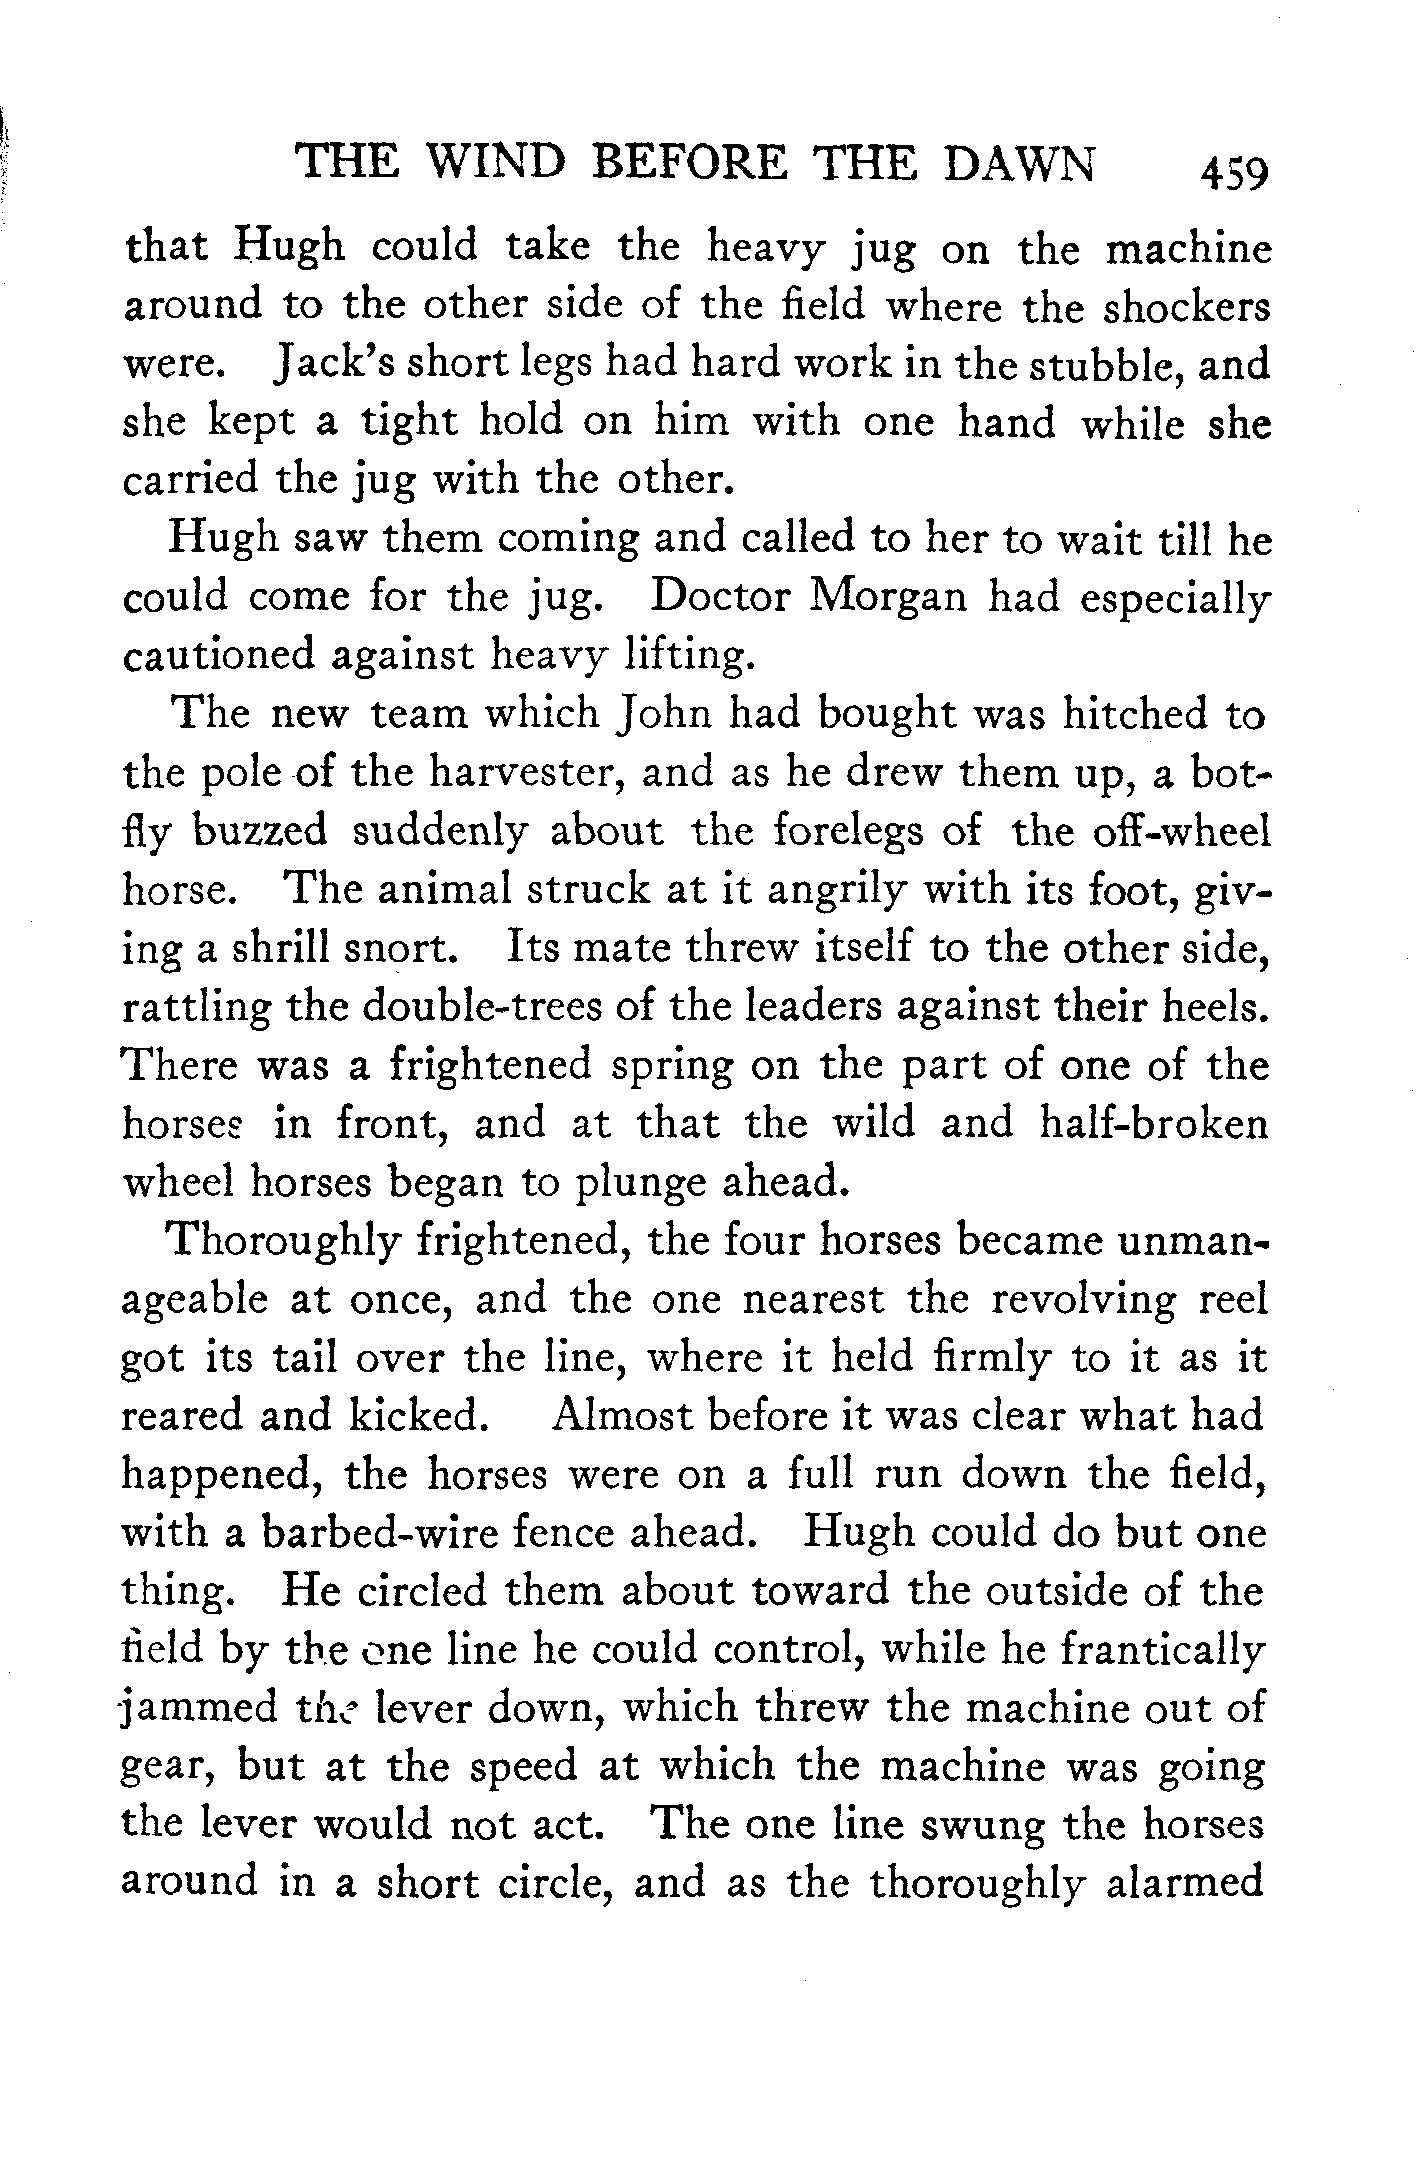 THE WIND BEFORE THE DAWN 459
that Hugh could take the heavy jug on the machine
around to the other side of the field where the shockers
were. Jack's short legs had hard work in the stubble, and
she kept a tight hold on him with one hand while she
carried the jug with the other.
Hugh saw them coming and called to her to wait till he
could come for the jug. Doctor Morgan had especially
cautioned against heavy lifting.
The new team which John had bought was hitched to
the pole of the harvester, and as he drew them up, a bot-
fly buzzed suddenly about the forelegs of the off-wheel
horse. The animal struck at it angrily with its foot, giv-
ing a shrill snort. Its mate threw itself to the other side,
rattling the double-trees of the leaders against their heels.
There was a frightened spring on the part of one of the
horses in front, and at that the wild and half-broken
wheel horses began to plunge ahead.
Thoroughly frightened, the four horses became unman-
ageable at once, and the one nearest the revolving reel
got its tail over the line, where it held firmly to it as it
reared and kicked. Almost before it was clear what had
happened, the horses were on a full run down the field,
with a barbed-wire fence ahead. Hugh could do but one
thing. He circled them about toward the outside of the
field by the one line he could control, while he frantically
jammed the lever down, which threw the machine out of
gear, but at the speed at which the machine was going
the lever would not act. The one line swung the horses
around in a short circle, and as the thoroughly alarmed